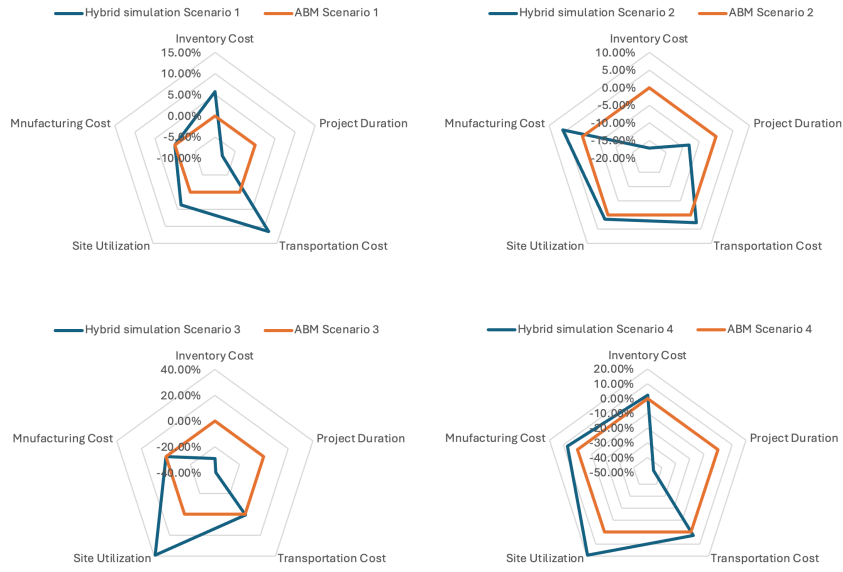 Hybrid simulation Scenario 1 ABM Scenario 1
Inventory Cost
15.00%
10.00%
5.00%
0.00%
-5.00%
-10.00%
Mnufacturing Cost
Project Duration
Site Utilization
Transportation Cost
Hybrid simulation Scenario 2 ABM Scenario 2
Inventory Cost
10.00%
5.00%
0.00%
-5.00%
-10.00%
-15.00%
-20.00%
Mnufacturing Cost
Project Duration
Site Utilization
Transportation Cost
Hybrid simulation Scenario 3 ABM Scenario 3
Inventory Cost
40.00%
20.00%
0.00%
-20.00%
-40.00%
Mnufacturing Cost
Project Duration
Site Utilization
Transportation Cost
Hybrid simulation Scenario 4 ABM Scenario 4
Inventory Cost
20.00%
10.00%
0.00%
-10.00%
-20.00%
-30.00%
-40.00%
-50.00%
Mnufacturing Cost
Project Duration
Site Utilization
Transportation Cost